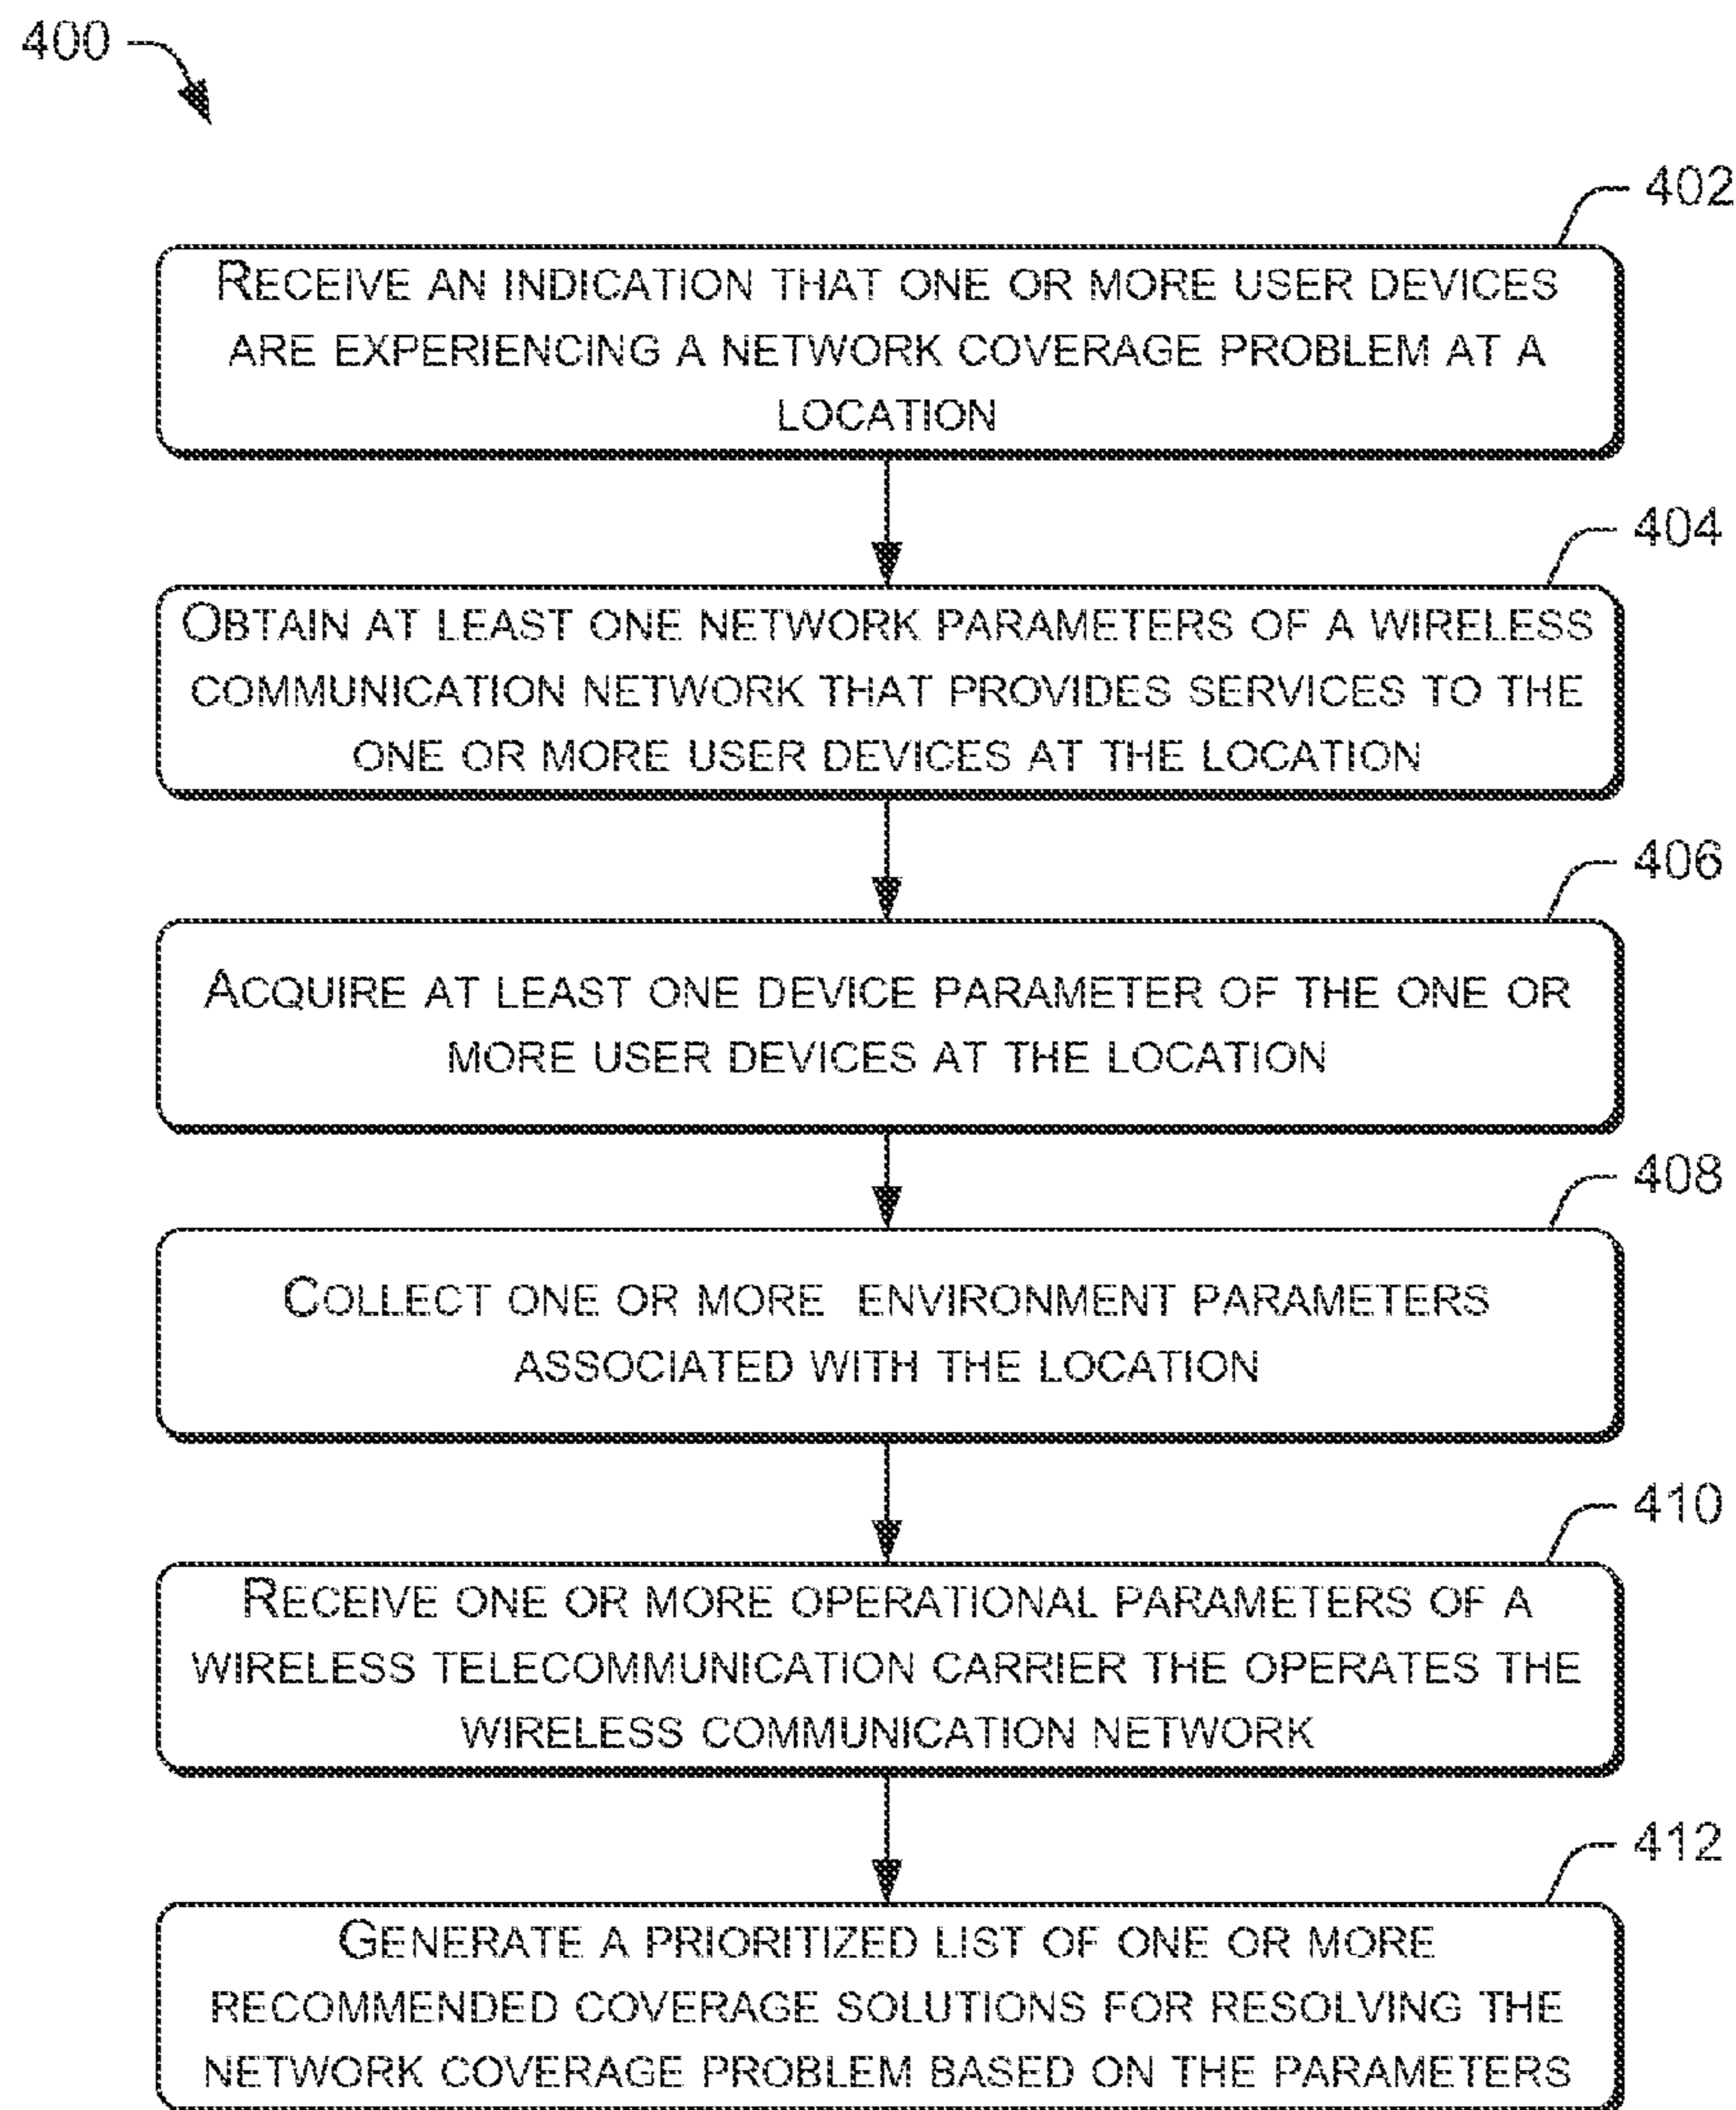 400
402
RECEIVE AN INDICATION THAT ONE OR MORE USER DEVICES
ARE EXPERIENCING A NETWORK COVERAGE PROBLEM AT A
LOCATION
404
OBTAIN AT LEAST ONE NETWORK PARAMETERS OF A WIRELESS
COMMUNICATION NETWORK THAT PROVIDES SERVICES TO THE
ONE OR MORE USER DEVICES AT THE LOCATION
406
ACQUIRE AT LEAST ONE DEVICE PARAMETER OF THE ONE OR
MORE USER DEVICES AT THE LOCATION
408
COLLECT ONE OR MORE ENVIRONMENT PARAMETERS
ASSOCIATED WITH THE LOCATION
410
RECEIVE ONE OR MORE OPERATIONAL PARAMETERS OF A
WIRELESS TELECOMMUNICATION CARRIER THE OPERATES THE
WIRELESS COMMUNICATION NETWORK
412
GENERATE A PRIORITIZED LIST OF ONE OR MORE
RECOMMENDED COVERAGE SOLUTIONS FOR RESOLVING THE
NETWORK COVERAGE PROBLEM BASED ON THE PARAMETERS